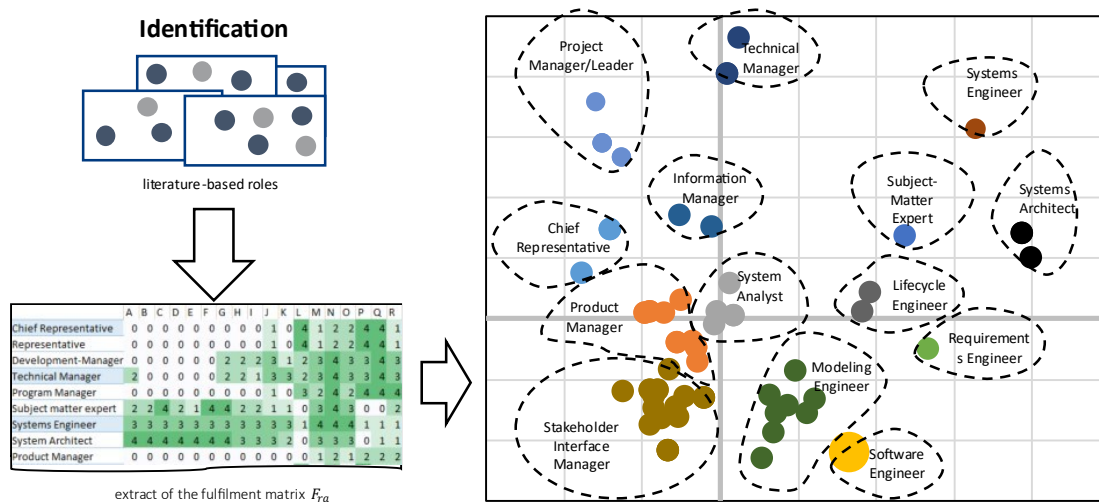 Identification
literature-based roles
A B C D E F G H I J K L M N O P Q R
Chief Representative 0 0 0 0 0 0 0 0 0 1 0 4 1 2 2 4 4 1
Representative 0 0 0 0 0 0 0 0 0 1 0 4 1 2 2 4 4 1
Development-Manager 0 0 0 0 0 0 2 2 2 3 1 2 3 4 3 3 4 3
Technical Manager 2 0 0 0 0 0 2 2 1 3 3 2 3 4 3 3 4 3
Program Manager 0 0 0 0 0 0 0 0 0 1 0 3 2 4 2 4 4 4
Subject matter expert 2 2 4 2 1 4 4 2 2 1 1 0 3 4 3 0 0 2
Systems Engineer 3 3 3 3 3 3 3 3 3 3 3 3 4 4 4 1 1 1
System Architect 4 4 4 4 4 4 4 3 3 3 2 0 3 3 3 0 1 1
Product Manager 0 0 0 0 0 0 0 0 0 0 0 0 0 1 0 1 2 2
extract of the fulfilment matrix F_ra
Project
Manager/Leader
Technical
Manager
Systems
Engineer
Information
Manager
Subject-
Matter
Expert
Systems
Architect
Chief
Representative
System
Analyst
Lifecycle
Engineer
Product
Manager
Requirement
s Engineer
Modeling
Engineer
Stakeholder
Interface
Manager
Software
Engineer